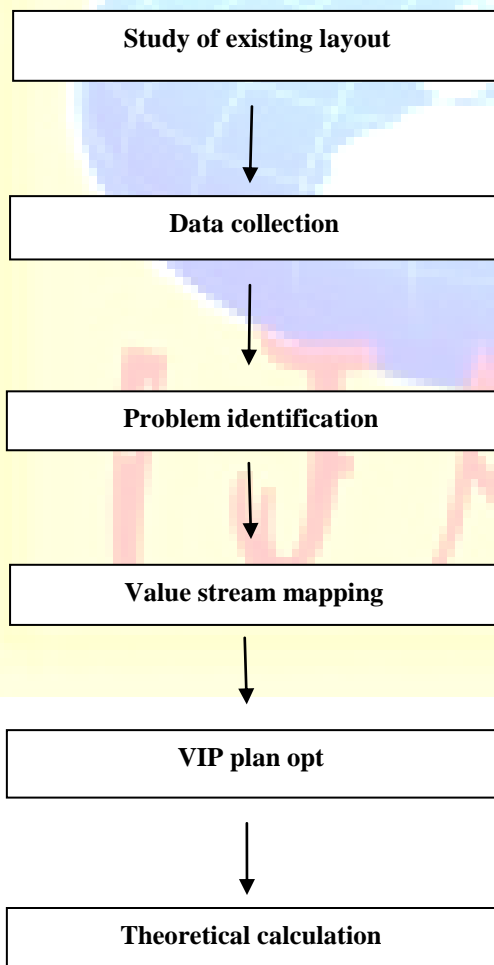 Study of existing layout
Data collection
Problem identification
Value stream mapping
VIP plan opt
Theoretical calculation